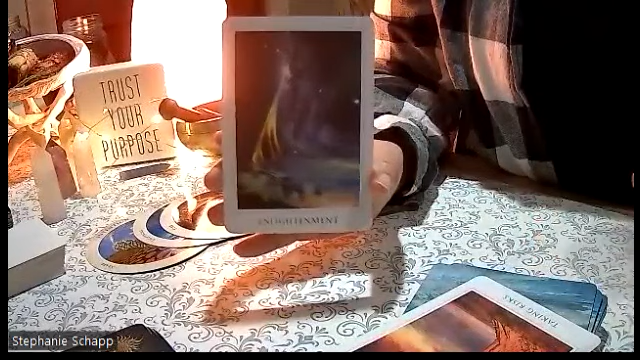 TRUST
YOUR
PURPOSE
ENLIGHTENMENT
TAKING RISKS
Stephanie Schapp